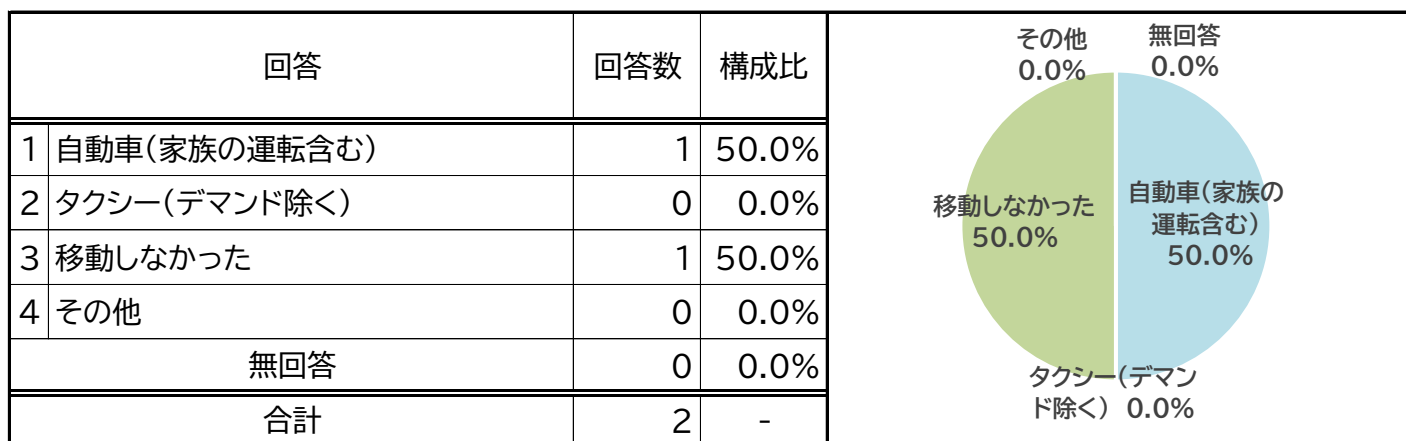 回答 回答数 構成比
1 自動車(家族の運転含む) 1 50.0%
2 タクシー(デマンド除く) 0 0.0%
3 移動しなかった 1 50.0%
4 その他 0 0.0%
無回答 0 0.0%
合計 2 -
その他
0.0%
無回答
0.0%
移動しなかった
50.0%
自動車(家族の
運転含む)
50.0%
タクシー(デマン
ド除く) 0.0%